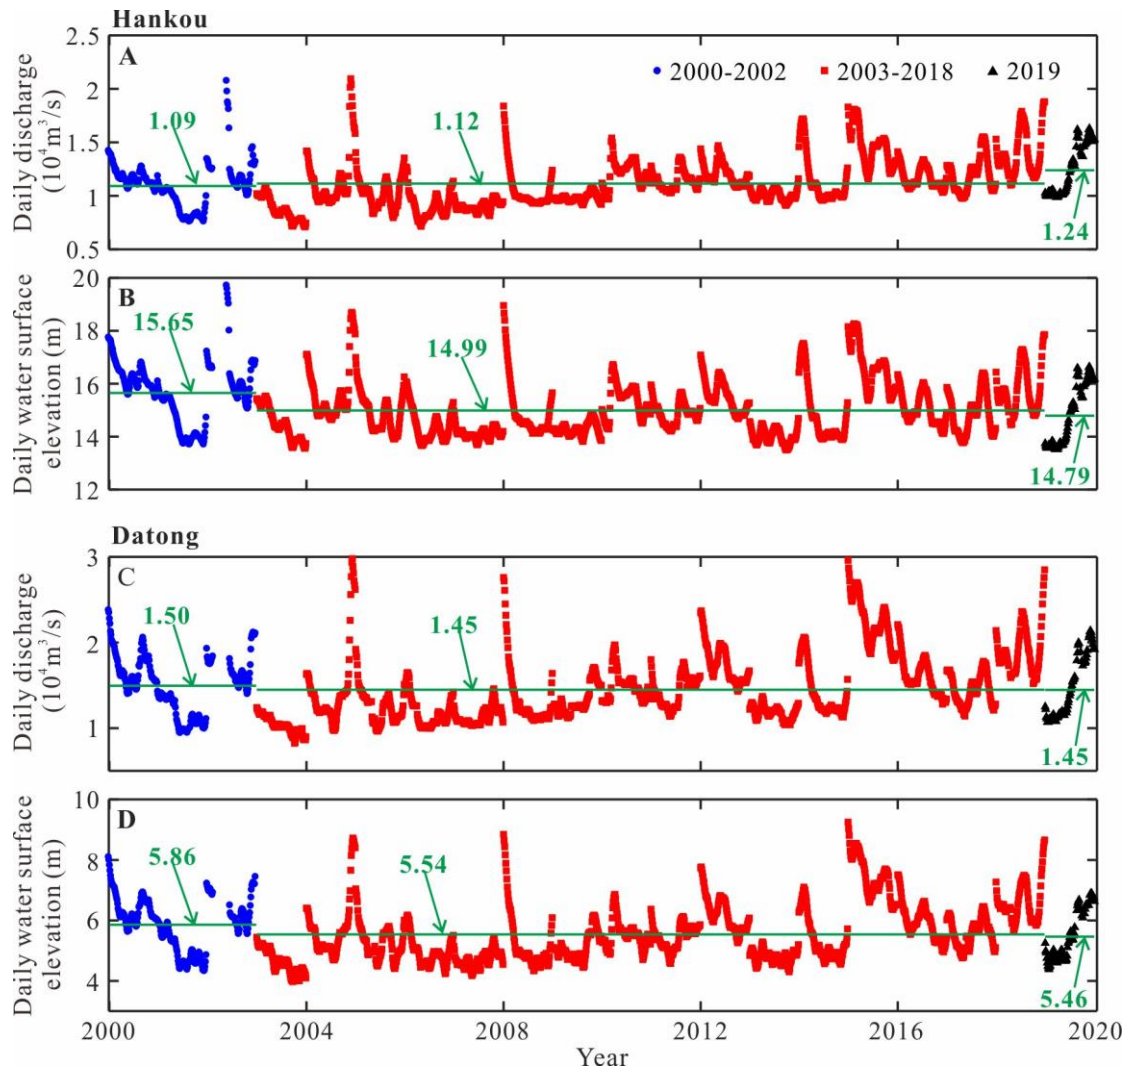 Hankou
A
2000-2002
2003-2018
2019
Daily discharge
(10⁴m³/s)
2.5
2
1.5
1
0.5
1.09
1.12
1.24
B
Daily water surface
elevation (m)
20
18
16
14
12
15.65
14.99
14.79
Datong
C
Daily discharge
(10⁴m³/s)
3
2
1
1.50
1.45
1.45
D
Daily water surface
elevation (m)
10
8
6
4
5.86
5.54
5.46
2000
2004
2008
2012
2016
2020
Year